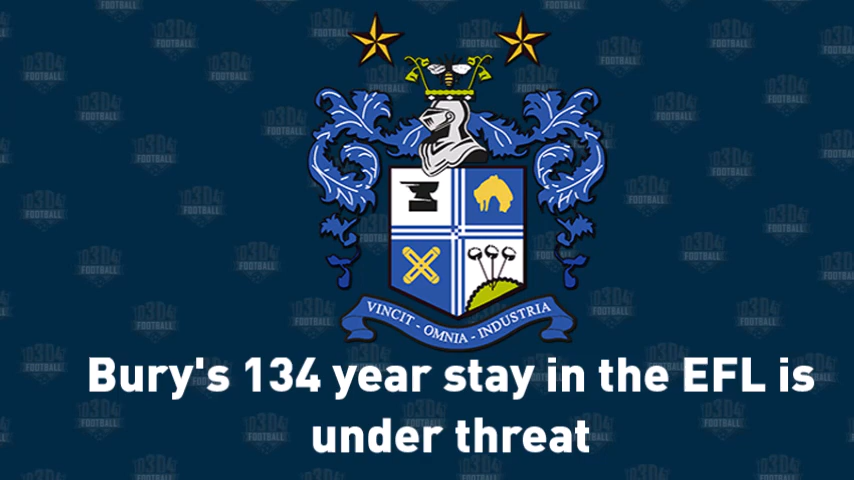 VINCIT - OMNIA - INDUSTRIA
Bury's 134 year stay in the EFL is
under threat